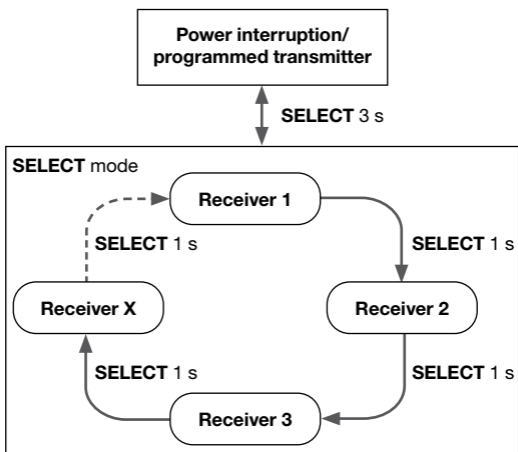 Power interruption/
programmed transmitter
SELECT 3 s
SELECT mode
Receiver 1
SELECT 1 s
SELECT 1 s
Receiver X
Receiver 2
SELECT 1 s
SELECT 1 s
Receiver 3